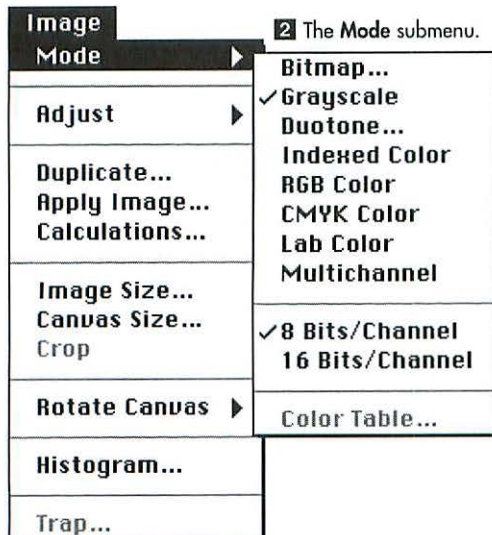 Image
2 The Mode submenu.
Mode
Adjust
Duplicate...
Apply Image...
Calculations...
Image Size...
Canvas Size...
Crop
Rotate Canvas
Histogram...
Trap...
Bitmap...
✓Grayscale
Duotone...
Indexed Color
RGB Color
CMYK Color
Lab Color
Multichannel
✓8 Bits/Channel
16 Bits/Channel
Color Table...